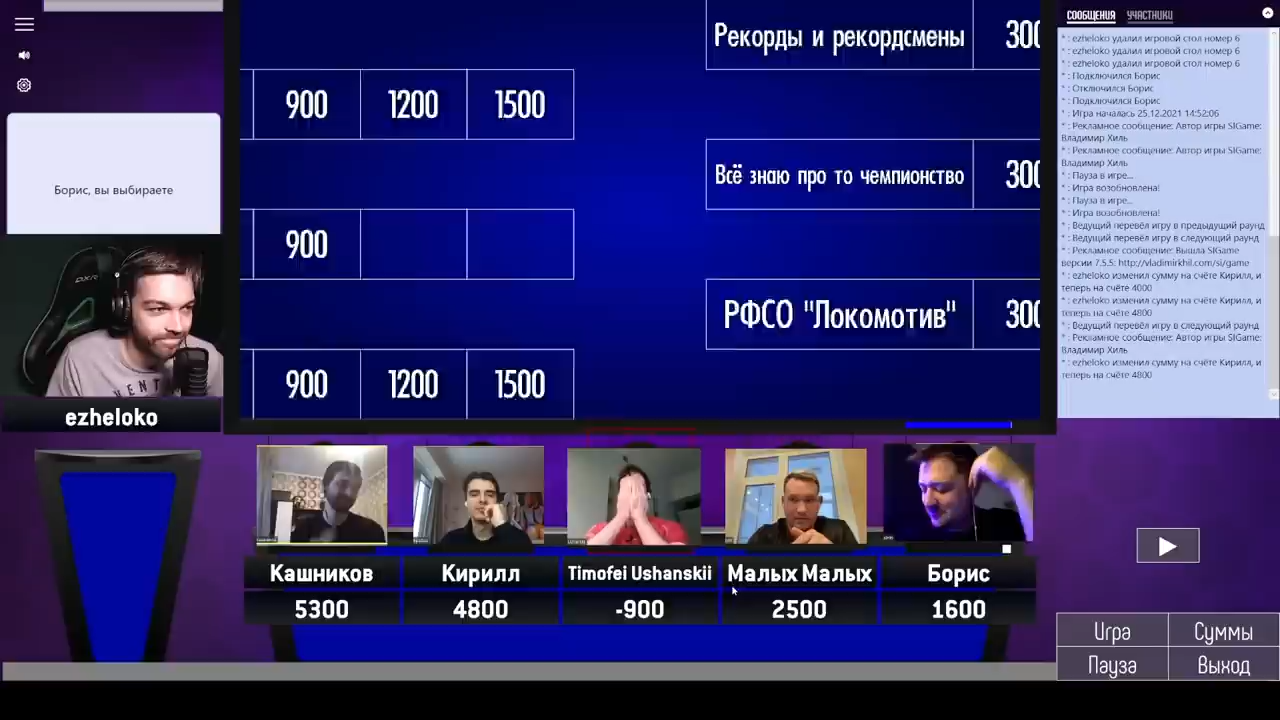 СООБЩЕНИЯ УЧАСТНИКИ
Борис, вы выбираете
ezheloko
900 1200 1500
900
900 1200 1500
Рекорды и рекордсмены 300
Всё знаю про то чемпионство 300
РФСО "Локомотив" 300
* : ezheloko удалил игровой стол номер 6
* : ezheloko удалил игровой стол номер 6
* : ezheloko удалил игровой стол номер 6
* : Подключился Борис
* : Отключился Борис
* : Подключился Борис
* : Игра началась 25.12.2021 14:52:06
* : Рекламное сообщение: Автор игры SIGame:
Владимир Хиль
* : Рекламное сообщение: Автор игры SIGame:
Владимир Хиль
* : Пауза в игре...
* : Игра возобновлена!
* : Пауза в игре...
* : Игра возобновлена!
* : Ведущий перевёл игру в предыдущий раунд
* : Ведущий перевёл игру в следующий раунд
* : Рекламное сообщение: Вышла SIGame
версии 7.5.5: http://vladimirkhil.com/si/game
* : ezheloko изменил сумму на счёте Кирилл, и
теперь на счёте 4000
* : ezheloko изменил сумму на счёте Кирилл, и
теперь на счёте 4800
* : Ведущий перевёл игру в следующий раунд
* : Рекламное сообщение: Автор игры SIGame:
Владимир Хиль
* : ezheloko изменил сумму на счёте Кирилл, и
теперь на счёте 4800
Кашников Кирилл Timofei Ushanskii Малых Малых Борис
5300 4800 -900 2500 1600
Игра Суммы
Пауза Выход